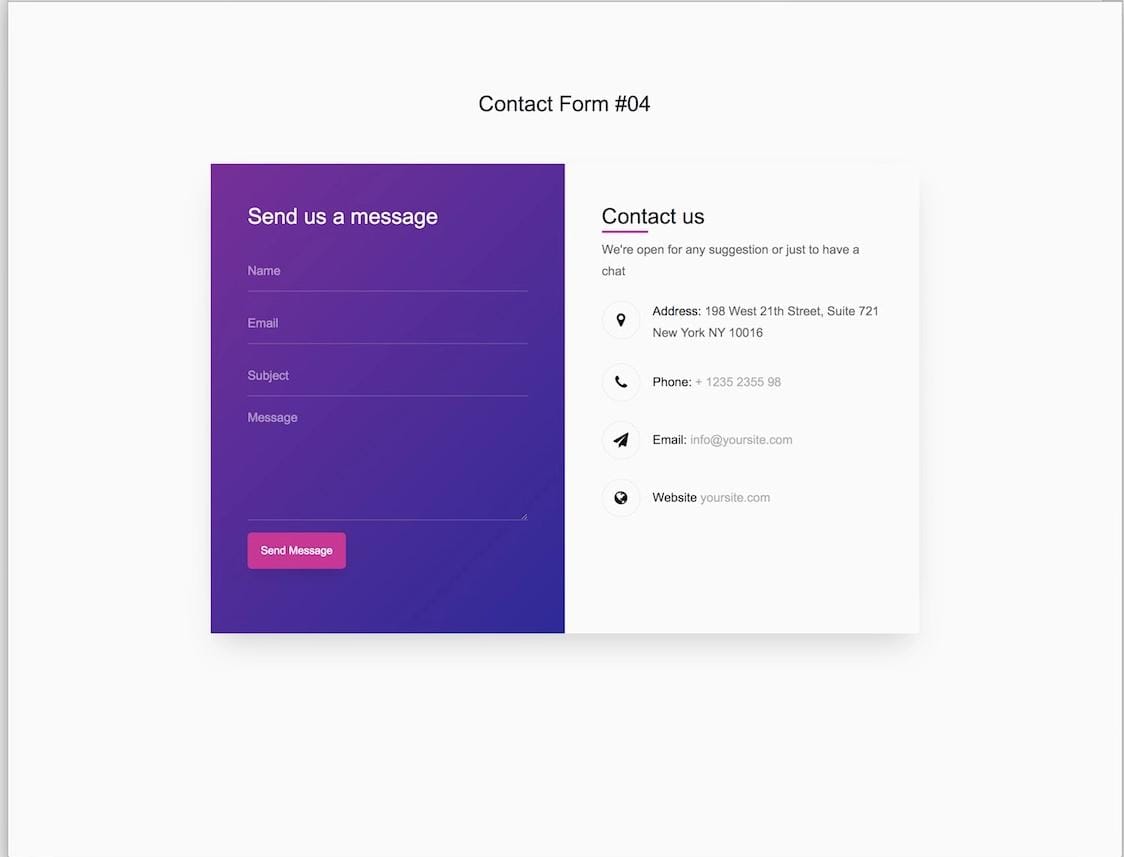 Contact Form #04
Send us a message
Name
Email
Subject
Message
Send Message
Contact us
We're open for any suggestion or just to have a
chat
Address: 198 West 21th Street, Suite 721
New York NY 10016
Phone: + 1235 2355 98
Email: info@yoursite.com
Website yoursite.com